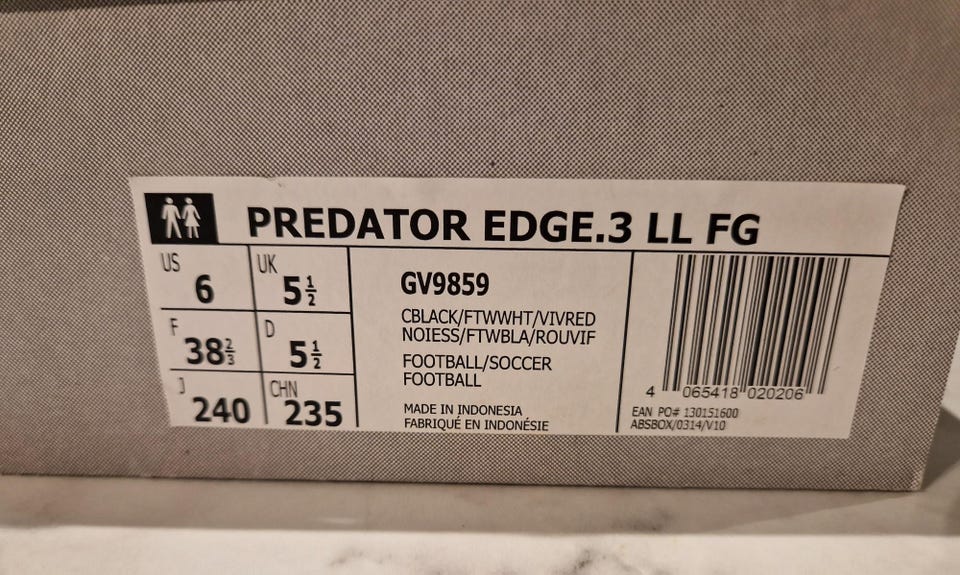 PREDATOR EDGE.3 LL FG
US 6 UK 5½
F 38⅔ D 5½
J 240 CHN 235
GV9859
CBLACK/FTWWHT/VIVRED
NOIESS/FTWBLA/ROUVIF
FOOTBALL/SOCCER
FOOTBALL
MADE IN INDONESIA
FABRIQUÉ EN INDONÉSIE
4 065418 020206
EAN PO# 130151600
ABSBOX/0314/V10